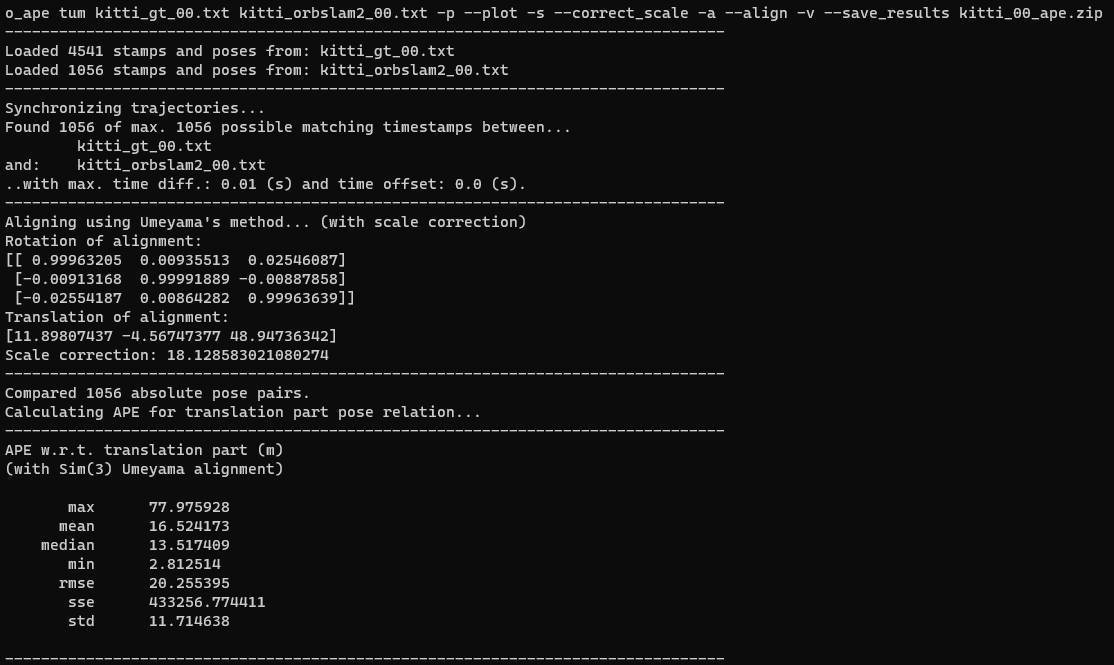 o_ape tum kitti_gt_00.txt kitti_orbslam2_00.txt -p --plot -s --correct_scale -a --align -v --save_results kitti_00_ape.zip
--------------------------------------------------------------------------------
Loaded 4541 stamps and poses from: kitti_gt_00.txt
Loaded 1056 stamps and poses from: kitti_orbslam2_00.txt
--------------------------------------------------------------------------------
Synchronizing trajectories...
Found 1056 of max. 1056 possible matching timestamps between...
        kitti_gt_00.txt
and:    kitti_orbslam2_00.txt
..with max. time diff.: 0.01 (s) and time offset: 0.0 (s).
--------------------------------------------------------------------------------
Aligning using Umeyama's method... (with scale correction)
Rotation of alignment:
[[ 0.99963205  0.00935513  0.02546087]
 [-0.00913168  0.99991889 -0.00887858]
 [-0.02554187  0.00864282  0.99963639]]
Translation of alignment:
[11.89807437 -4.56747377 48.94736342]
Scale correction: 18.128583021080274
--------------------------------------------------------------------------------
Compared 1056 absolute pose pairs.
Calculating APE for translation part pose relation...
--------------------------------------------------------------------------------
APE w.r.t. translation part (m)
(with Sim(3) Umeyama alignment)

       max      77.975928
      mean      16.524173
    median      13.517409
       min      2.812514
      rmse      20.255395
       sse      433256.774411
       std      11.714638

--------------------------------------------------------------------------------